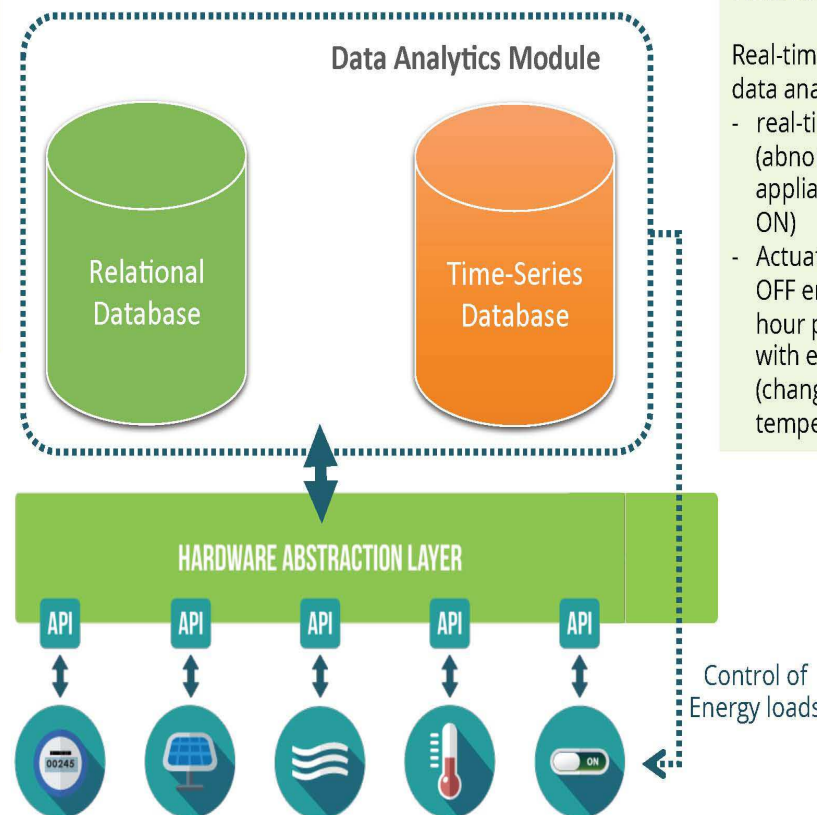 Data Analytics Module
Relational
Database
Time-Series
Database
Real-tim
data ana
- real-ti
(abno
applia
ON)
- Actuat
OFF en
hour p
with e
(chang
tempe
HARDWARE ABSTRACTION LAYER
API API API API API
Control of
Energy loads
00245
ON